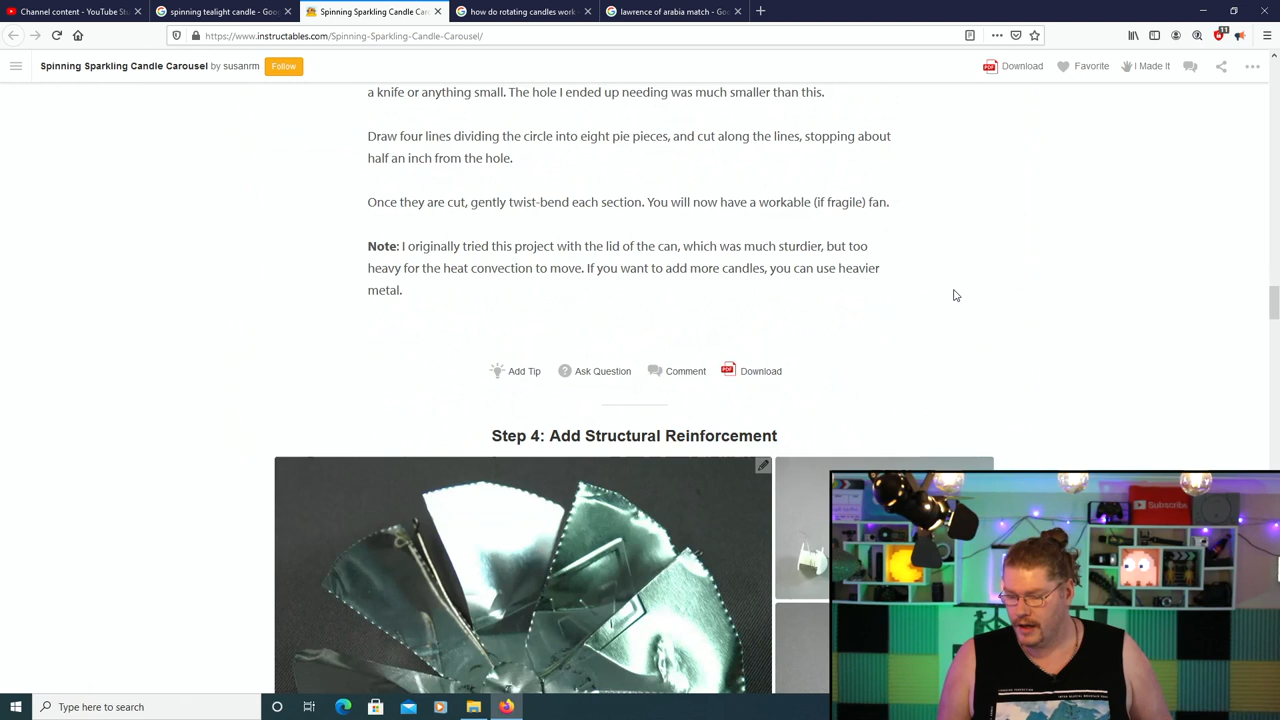 Channel content - YouTube Stu
spinning tealight candle - Goo
Spinning Sparkling Candle Car
how do rotating candles work -
lawrence of arabia match - Goo
https://www.instructables.com/Spinning-Sparkling-Candle-Carousel/
11
Spinning Sparkling Candle Carousel by susanrm
Follow
Download
Favorite
I Made It
a knife or anything small. The hole I ended up needing was much smaller than this.
Draw four lines dividing the circle into eight pie pieces, and cut along the lines, stopping about
half an inch from the hole.
Once they are cut, gently twist-bend each section. You will now have a workable (if fragile) fan.
Note: I originally tried this project with the lid of the can, which was much sturdier, but too
heavy for the heat convection to move. If you want to add more candles, you can use heavier
metal.
Add Tip
Ask Question
Comment
PDF
Download
Step 4: Add Structural Reinforcement
Subscribe
Type here to search